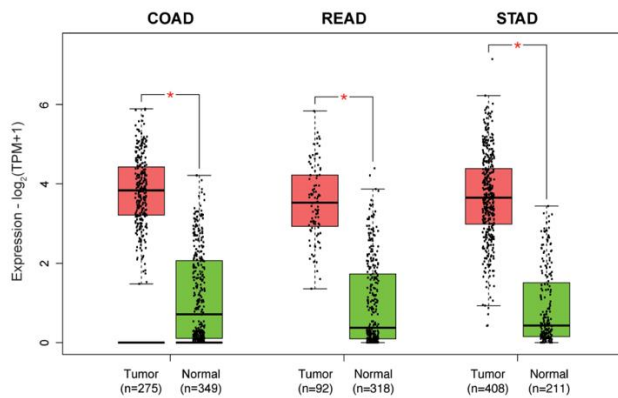 COAD READ STAD
Expression - log₂(TPM+1)
6
4
2
0
* * *
Tumor Normal Tumor Normal Tumor Normal
(n=275) (n=349) (n=92) (n=318) (n=408) (n=211)